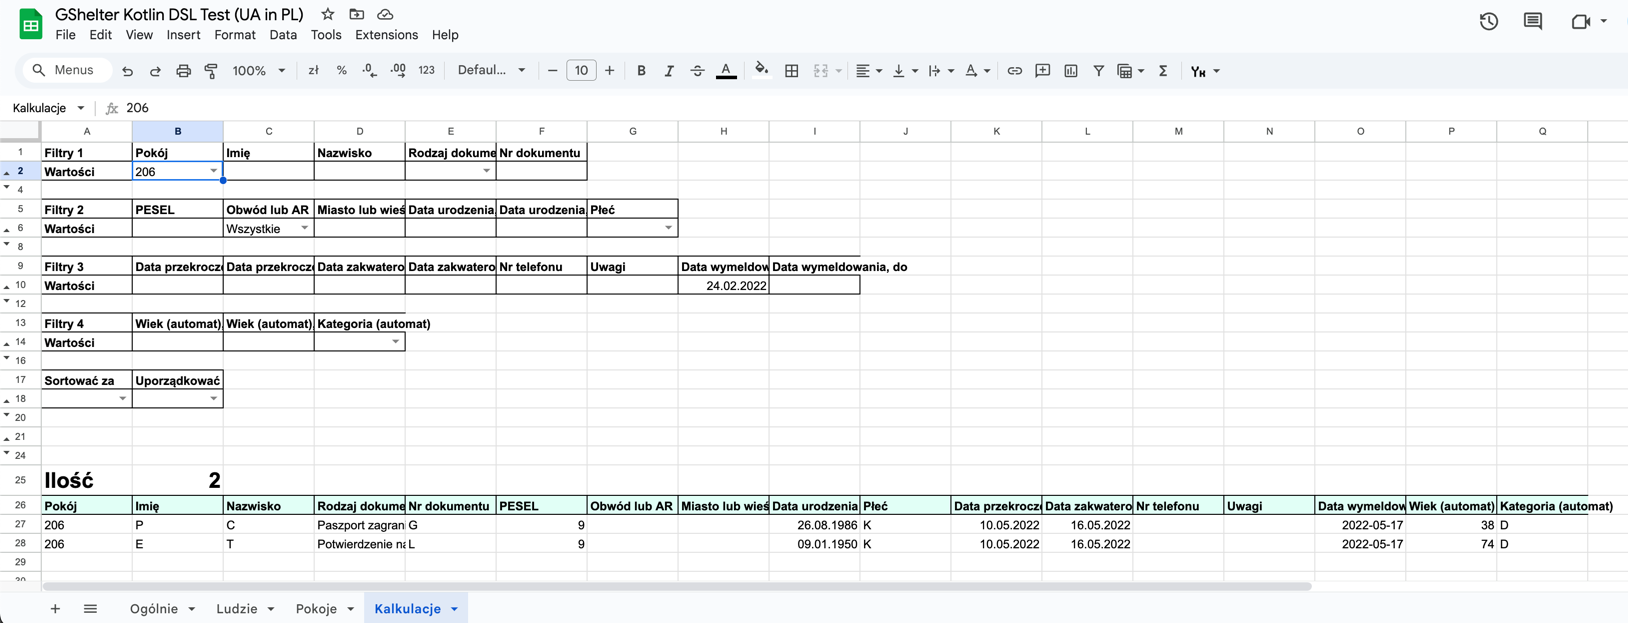 GShelter Kotlin DSL Test (UA in PL)
File Edit View Insert Format Data Tools Extensions Help
Menus 100% zł % .0 .00 123 Defaul... 10 B I A
Kalkulacje fx 206
A B C D E F G H I J K L M N O P Q
1 Filtry 1 Pokój Imię Nazwisko Rodzaj dokume Nr dokumentu
2 Wartości 206
4
5 Filtry 2 PESEL Obwód lub AR Miasto lub wieś Data urodzenia, Data urodzenia, Płeć
6 Wartości Wszystkie
8
9 Filtry 3 Data przekrocze Data przekrocze Data zakwatero Data zakwatero Nr telefonu Uwagi Data wymeldow Data wymeldowania, do
10 Wartości 24.02.2022
12
13 Filtry 4 Wiek (automat), Wiek (automat), Kategoria (automat)
14 Wartości
16
17 Sortować za Uporządkować
18
20
21
24
25 Ilość 2
26 Pokój Imię Nazwisko Rodzaj dokume Nr dokumentu PESEL Obwód lub AR Miasto lub wieś Data urodzenia Płeć Data przekrocze Data zakwatero Nr telefonu Uwagi Data wymeldow Wiek (automat) Kategoria (automat)
27 206 P C Paszport zagran G 9 26.08.1986 K 10.05.2022 16.05.2022 2022-05-17 38 D
28 206 E T Potwierdzenie na L 9 09.01.1950 K 10.05.2022 16.05.2022 2022-05-17 74 D
29
30
Ogólnie Ludzie Pokoje Kalkulacje